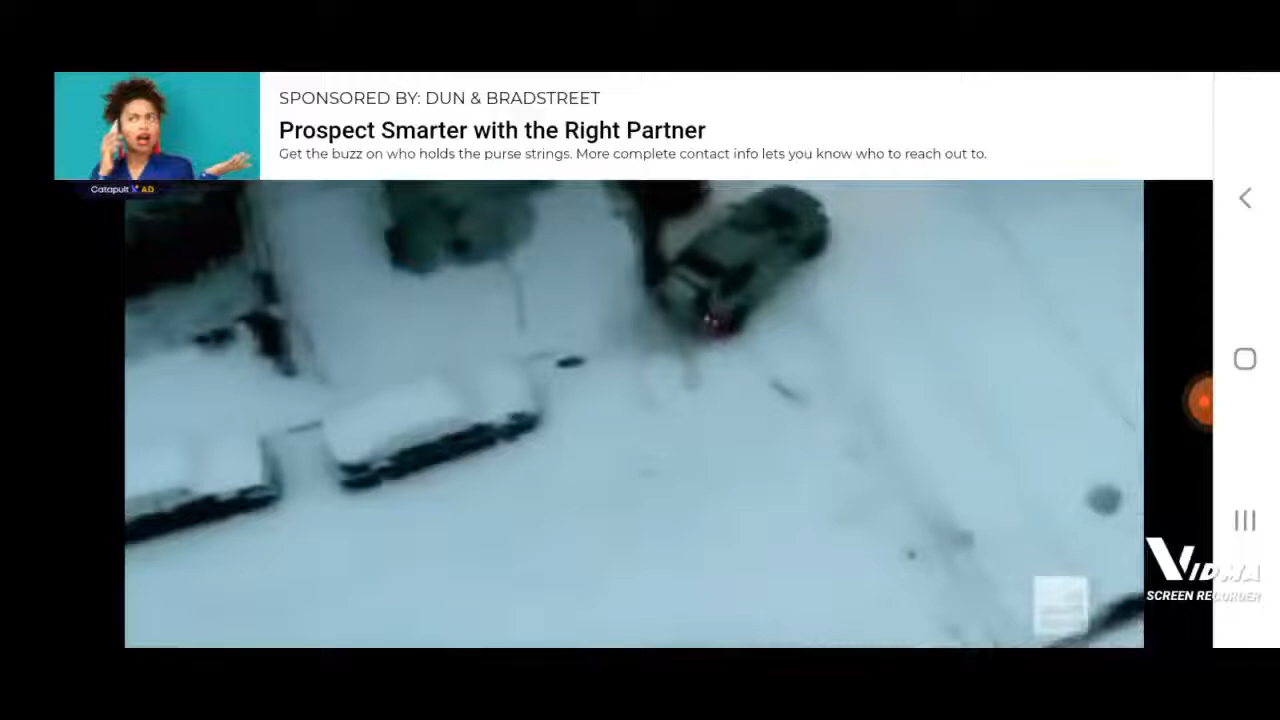 SPONSORED BY: DUN & BRADSTREET
Prospect Smarter with the Right Partner
Get the buzz on who holds the purse strings. More complete contact info lets you know who to reach out to.
Catapult X AD
VIDMA
SCREEN RECORDER